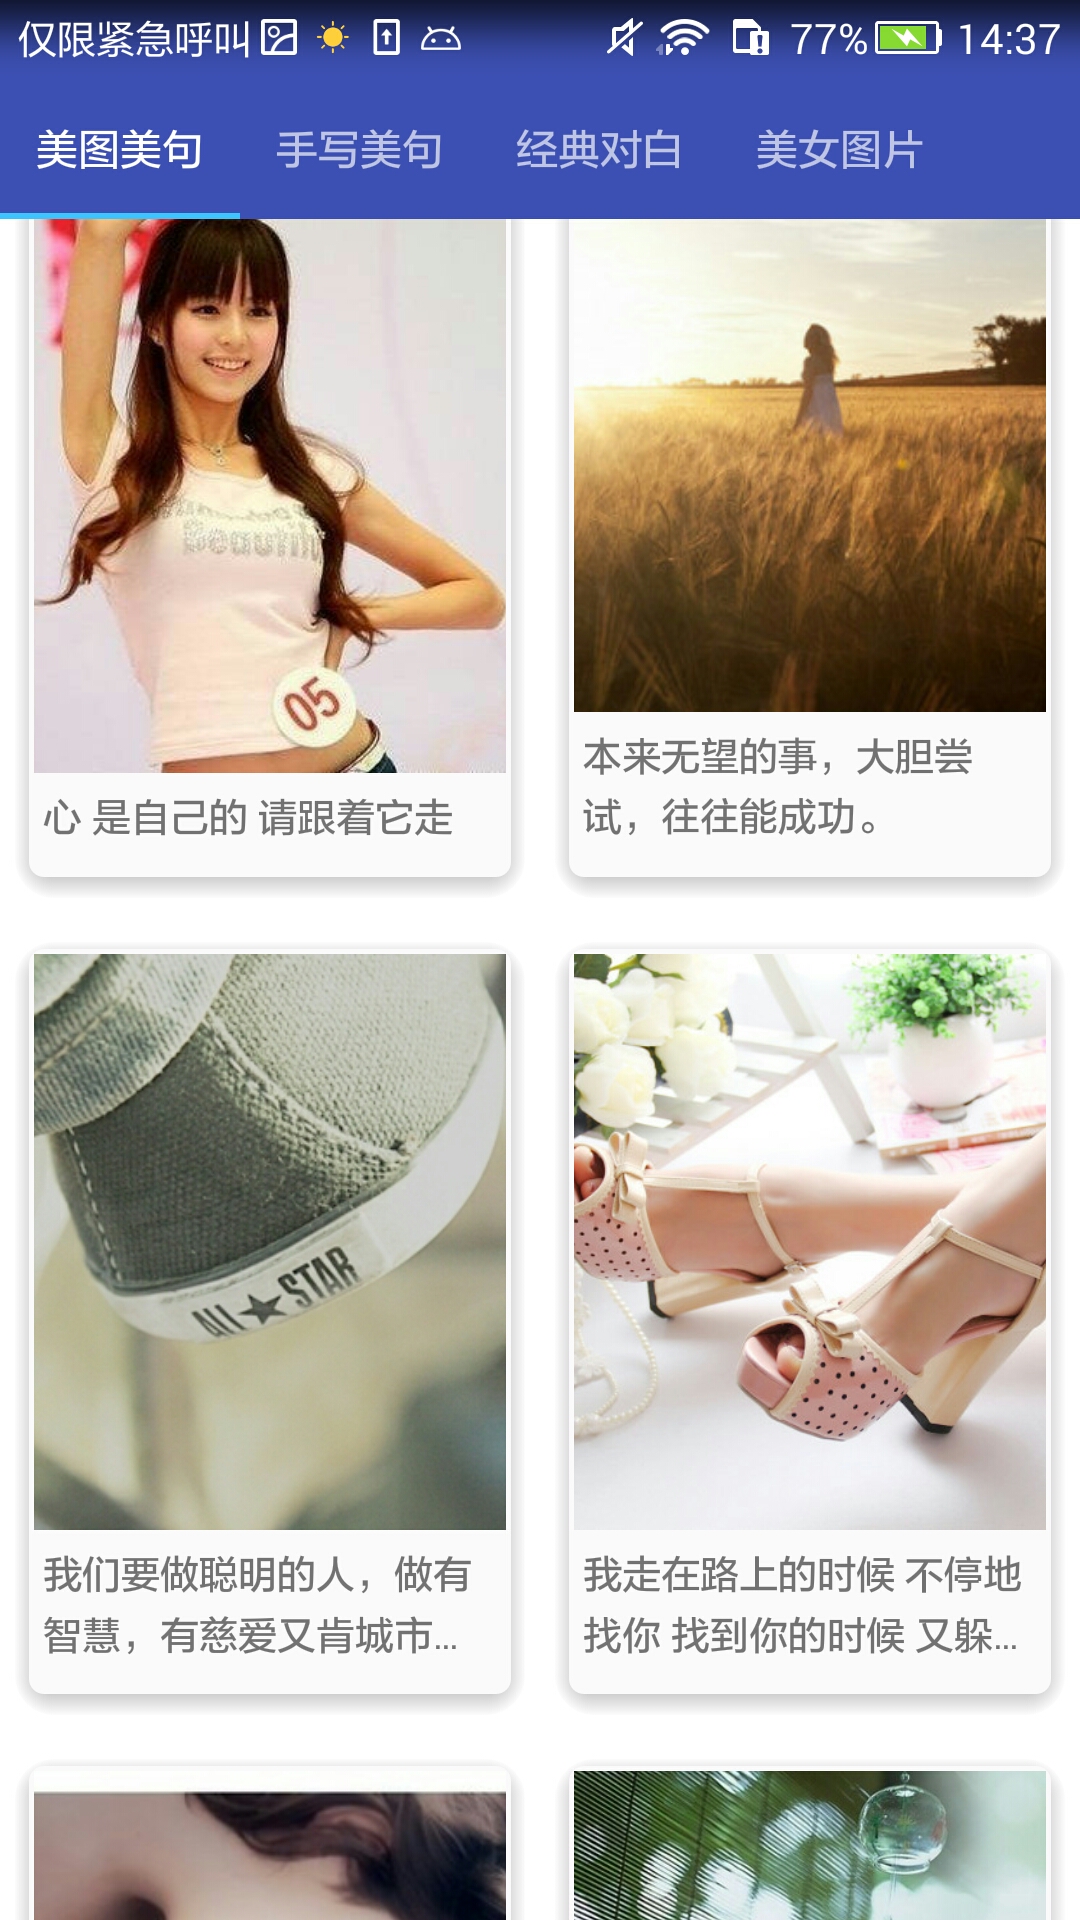 仅限紧急呼叫 77% 14:37
美图美句 手写美句 经典对白 美女图片
Beautiful
05
心 是自己的 请跟着它走
本来无望的事，大胆尝
试，往往能成功。
ALL★STAR
我们要做聪明的人，做有
智慧，有慈爱又肯城市...
我走在路上的时候 不停地
找你 找到你的时候 又躲...